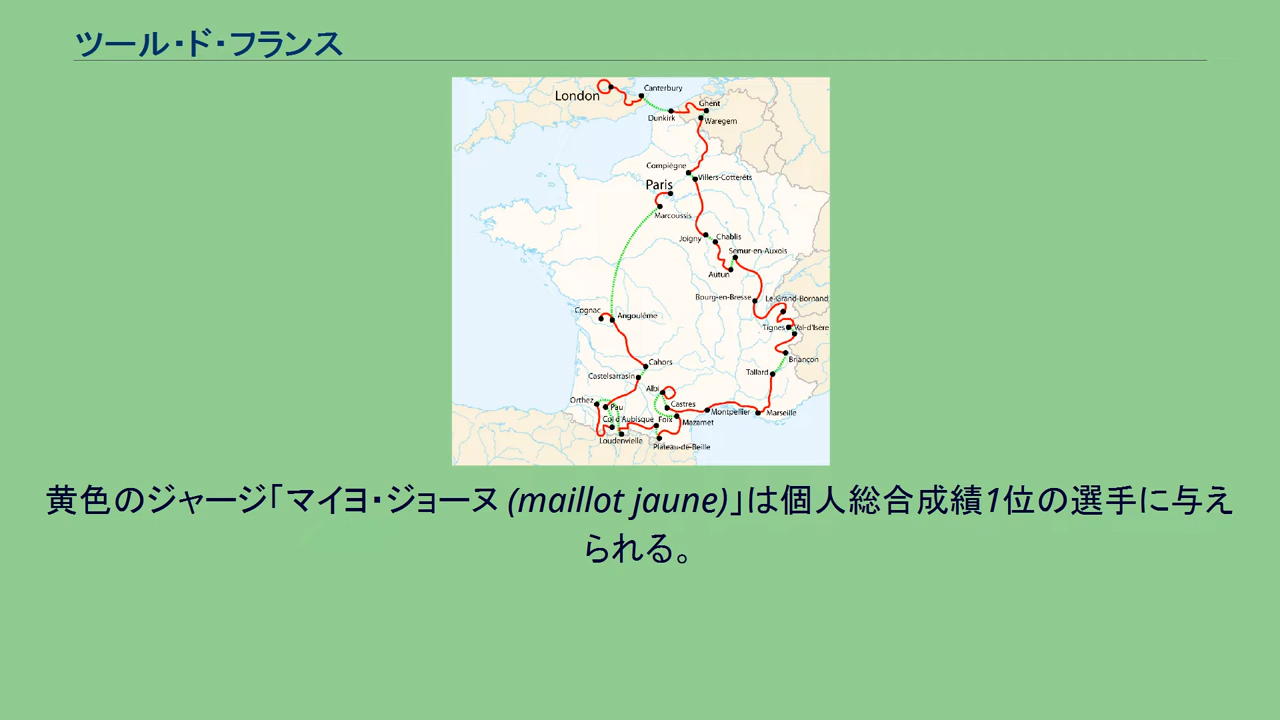 ツール・ド・フランス
London
Canterbury
Dunkirk
Ghent
Waregem
Compiègne
Villers-Cotterêts
Paris
Marcoussis
Joigny
Chablis
Semur-en-Auxois
Autun
Bourg-en-Bresse
Le-Grand-Bornand
Tignes
Val-d'Isère
Briançon
Tallard
Cognac
Angoulême
Cahors
Castelsarrasin
Albi
Castres
Orthez
Pau
Col d'Aubisque
Foix
Mazamet
Montpellier
Marseille
Loudenvielle
Plateau-de-Beille
黄色のジャージ「マイヨ・ジョーヌ (maillot jaune)」は個人総合成績1位の選手に与え
られる。